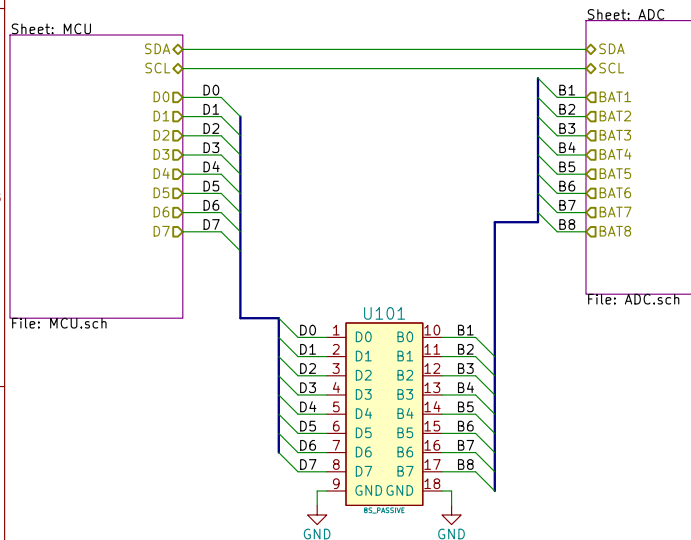 Sheet: MCU
SDA
SCL
D0 D0
D1 D1
D2 D2
D3 D3
D4 D4
D5 D5
D6 D6
D7 D7
File: MCU.sch
Sheet: ADC
SDA
SCL
B1 BAT1
B2 BAT2
B3 BAT3
B4 BAT4
B5 BAT5
B6 BAT6
B7 BAT7
B8 BAT8
File: ADC.sch
U101
D0 1 D0 B0 10 B1
D1 2 D1 B1 11 B2
D2 3 D2 B2 12 B3
D3 4 D3 B3 13 B4
D4 5 D4 B4 14 B5
D5 6 D5 B5 15 B6
D6 7 D6 B6 16 B7
D7 8 D7 B7 17 B8
9 GND GND 18
8S_PASSIVE
GND GND